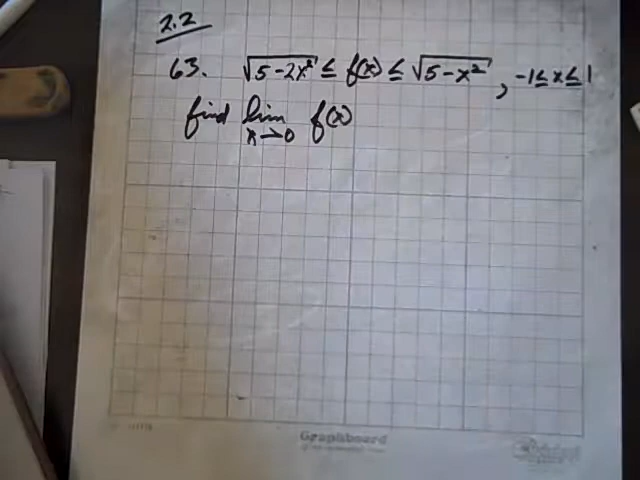 2.2
63. √5-2x² ≤ f(x) ≤ √5-x² , -1≤x≤1
find lim x→0 f(x)
Graphboard